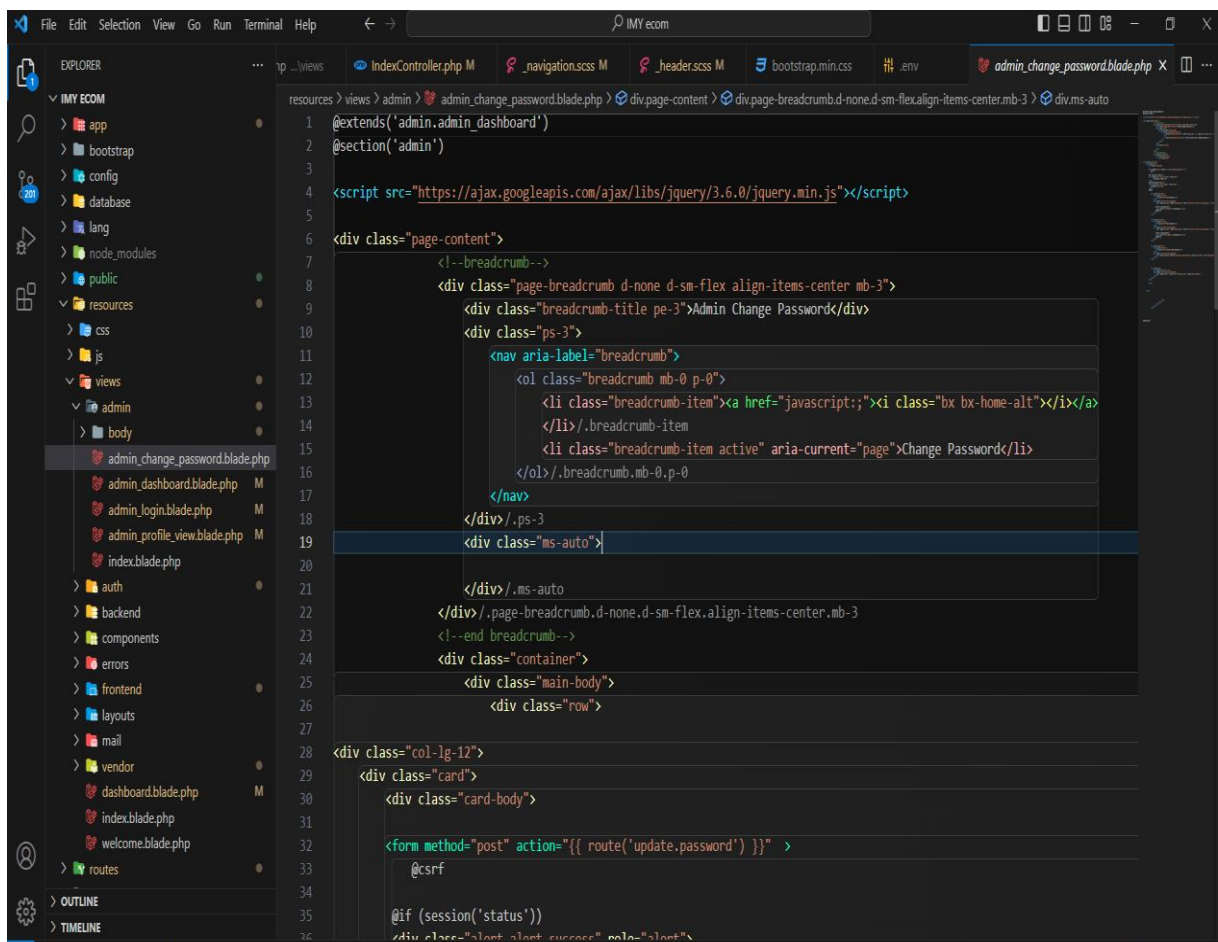 File Edit Selection View Go Run Terminal Help
IMY ecom
EXPLORER
...\views
IndexController.php M
_navigation.scss M
_header.scss M
bootstrap.min.css
.env
admin_change_password.blade.php
resources > views > admin > admin_change_password.blade.php > div.page-content > div.page-breadcrumb.d-none.d-sm-flex.align-items-center.mb-3 > div.ms-auto
1
201
IMY ECOM
app
bootstrap
config
database
lang
node_modules
public
resources
css
js
views
admin
body
admin_change_password.blade.php
admin_dashboard.blade.php M
admin_login.blade.php M
admin_profile_view.blade.php M
index.blade.php
auth
backend
components
errors
frontend
layouts
mail
vendor
dashboard.blade.php M
index.blade.php
welcome.blade.php
routes
OUTLINE
TIMELINE
1 @extends('admin.admin_dashboard')
2 @section('admin')
3
4 <script src="https://ajax.googleapis.com/ajax/libs/jquery/3.6.0/jquery.min.js"></script>
5
6 <div class="page-content">
7 <!--breadcrumb-->
8 <div class="page-breadcrumb d-none d-sm-flex align-items-center mb-3">
9 <div class="breadcrumb-title pe-3">Admin Change Password</div>
10 <div class="ps-3">
11 <nav aria-label="breadcrumb">
12 <ol class="breadcrumb mb-0 p-0">
13 <li class="breadcrumb-item"><a href="javascript:;"><i class="bx bx-home-alt"></i></a>
14 </li>/.breadcrumb-item
15 <li class="breadcrumb-item active" aria-current="page">Change Password</li>
16 </ol>/.breadcrumb.mb-0.p-0
17 </nav>
18 </div>/.ps-3
19 <div class="ms-auto">
20
21 </div>/.ms-auto
22 </div>/.page-breadcrumb.d-none.d-sm-flex.align-items-center.mb-3
23 <!--end breadcrumb-->
24 <div class="container">
25 <div class="main-body">
26 <div class="row">
27
28 <div class="col-lg-12">
29 <div class="card">
30 <div class="card-body">
31
32 <form method="post" action="{{ route('update.password') }}" >
33 @csrf
34
35 @if (session('status'))
36 <div class="alert alert-success" role="alert">